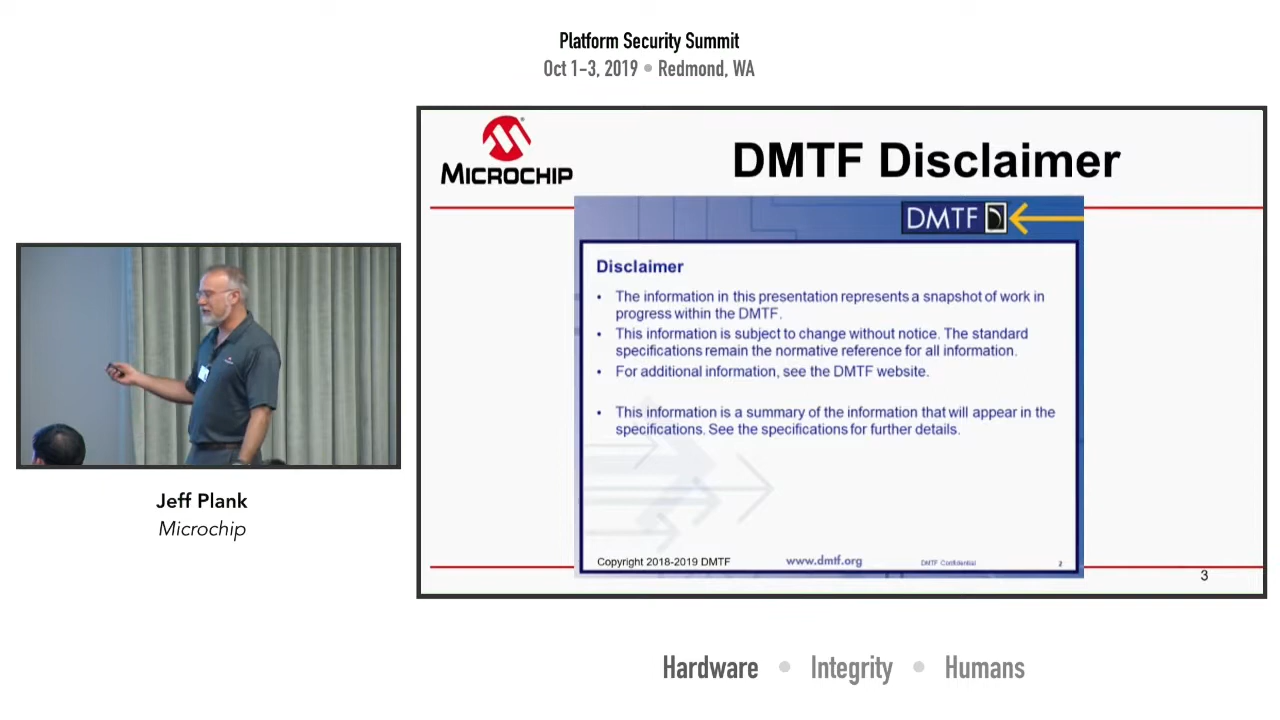 Platform Security Summit
Oct 1-3, 2019 • Redmond, WA
MICROCHIP
DMTF Disclaimer
DMTF
Disclaimer
• The information in this presentation represents a snapshot of work in
progress within the DMTF.
• This information is subject to change without notice. The standard
specifications remain the normative reference for all information.
• For additional information, see the DMTF website.
• This information is a summary of the information that will appear in the
specifications. See the specifications for further details.
Copyright 2018-2019 DMTF
www.dmtf.org
DMTF Confidential
2
3
Jeff Plank
Microchip
Hardware • Integrity • Humans